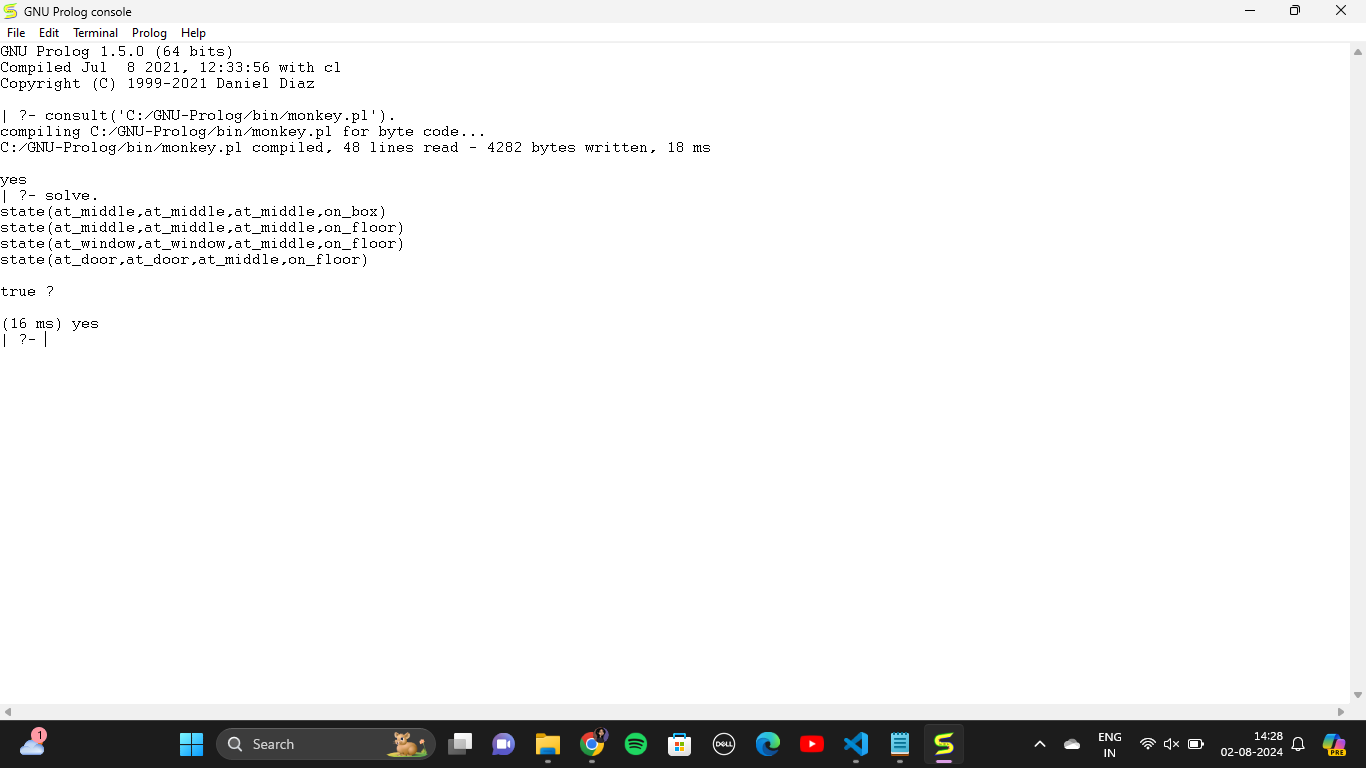 GNU Prolog console
File Edit Terminal Prolog Help
GNU Prolog 1.5.0 (64 bits)
Compiled Jul  8 2021, 12:33:56 with cl
Copyright (C) 1999-2021 Daniel Diaz
| ?- consult('C:/GNU-Prolog/bin/monkey.pl').
compiling C:/GNU-Prolog/bin/monkey.pl for byte code...
C:/GNU-Prolog/bin/monkey.pl compiled, 48 lines read - 4282 bytes written, 18 ms
yes
| ?- solve.
state(at_middle,at_middle,at_middle,on_box)
state(at_middle,at_middle,at_middle,on_floor)
state(at_window,at_window,at_middle,on_floor)
state(at_door,at_door,at_middle,on_floor)
true ?
(16 ms) yes
| ?-
1
Search
DELL
ENG
IN
14:28
02-08-2024
PRE